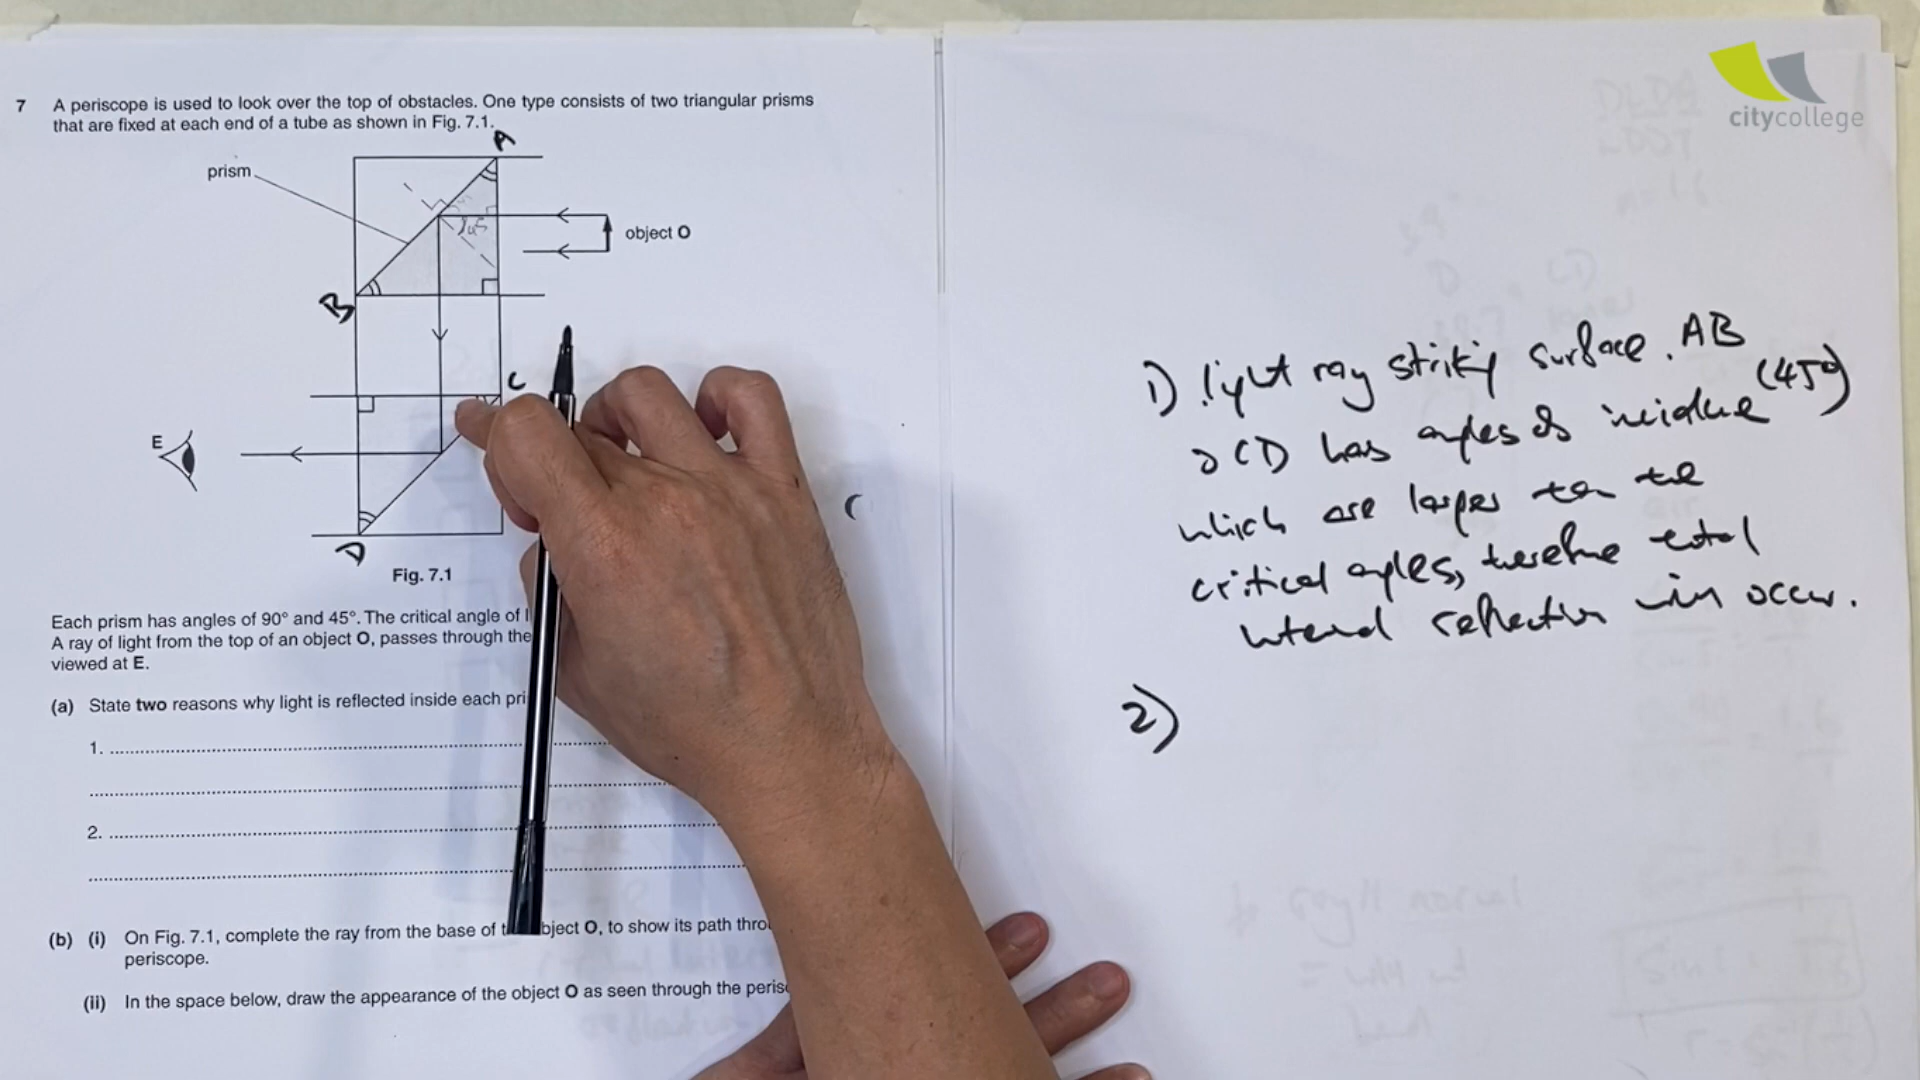 citycollege
7 A periscope is used to look over the top of obstacles. One type consists of two triangular prisms
that are fixed at each end of a tube as shown in Fig. 7.1.
A
prism
45
object O
B
C
E
D
Fig. 7.1
Each prism has angles of 90° and 45°. The critical angle of
A ray of light from the top of an object O, passes through the
viewed at E.
(a) State two reasons why light is reflected inside each
1.
2.
(b) (i) On Fig. 7.1, complete the ray from the base of object O, to show its path
periscope.
(ii) In the space below, draw the appearance of the object O as seen through the
1) light ray striking surface. AB
CD has angles of incidence (45°)
which are larger than the
critical angles, therefore total
internal reflection will occur.
2)